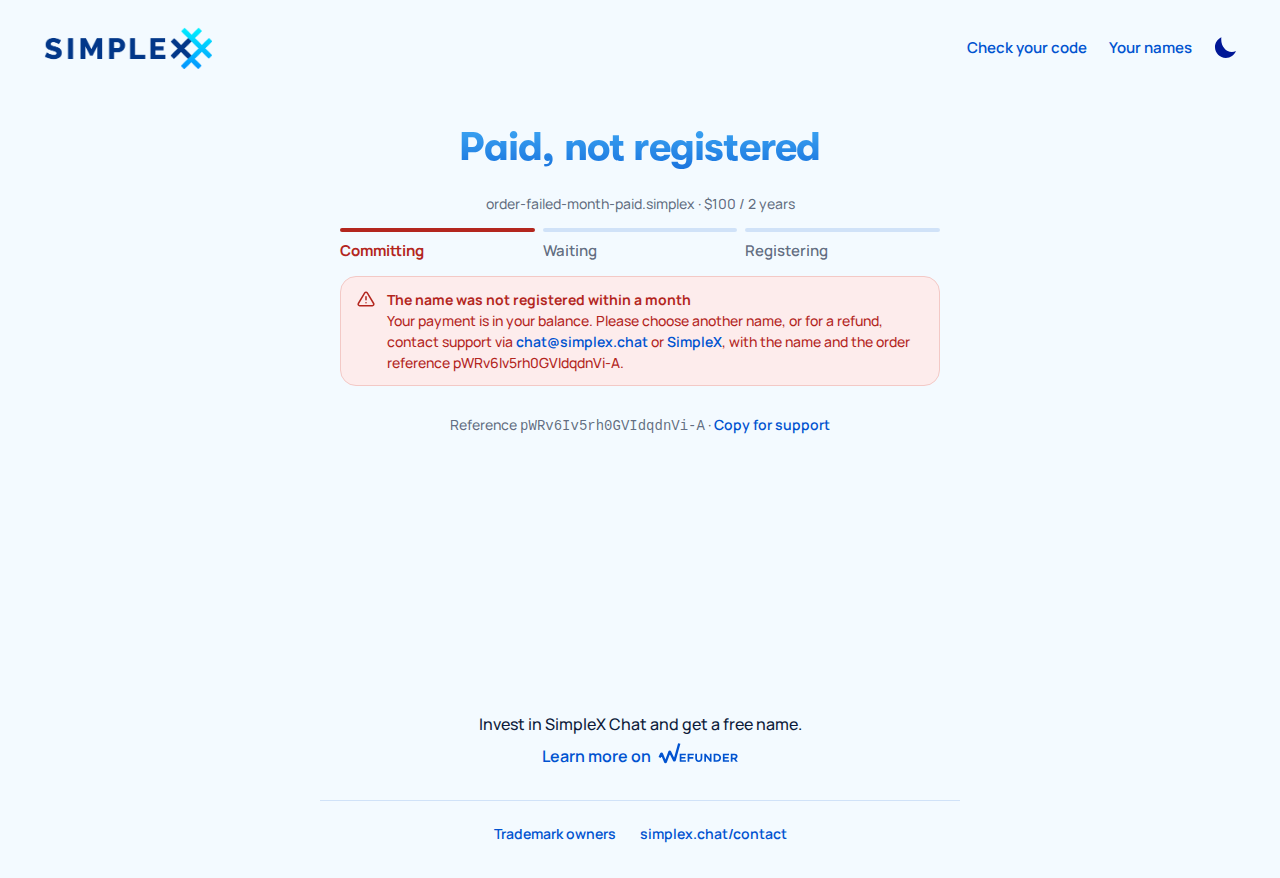 SIMPLEX
Check your code
Your names
Paid, not registered
order-failed-month-paid.simplex · $100 / 2 years
Committing
Waiting
Registering
The name was not registered within a month
Your payment is in your balance. Please choose another name, or for a refund,
contact support via chat@simplex.chat or SimpleX, with the name and the order
reference pWRv6Iv5rh0GVIdqdnVi-A.
Reference pWRv6Iv5rh0GVIdqdnVi-A · Copy for support
Invest in SimpleX Chat and get a free name.
Learn more on WEFUNDER
Trademark owners
simplex.chat/contact